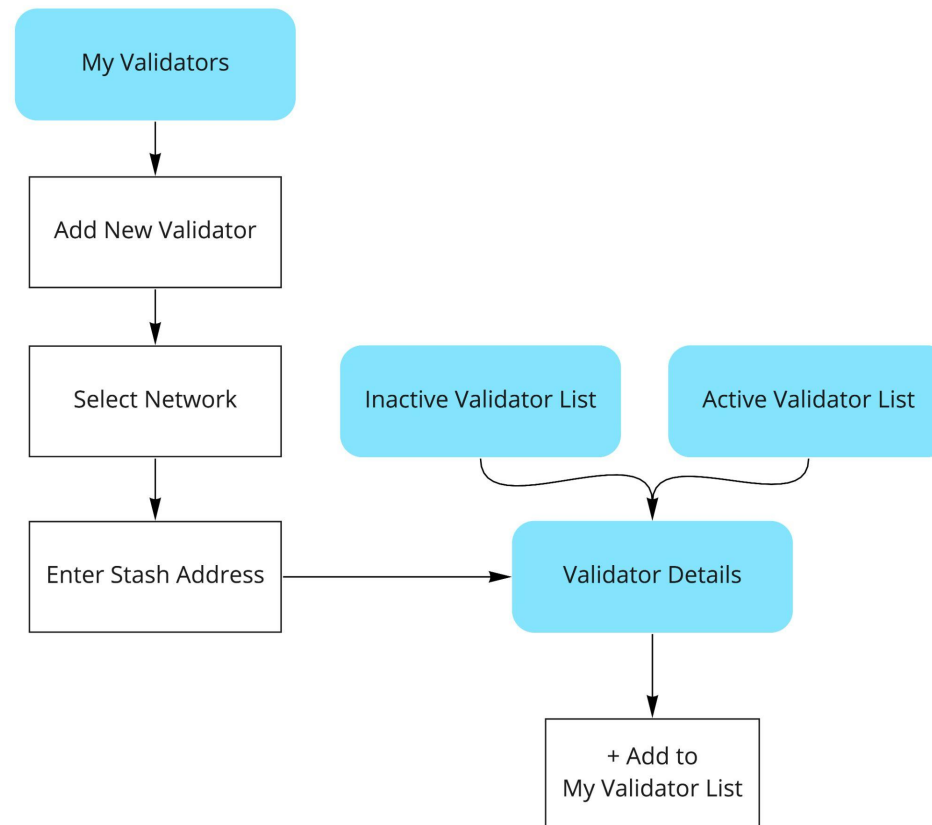 My Validators
Add New Validator
Select Network
Inactive Validator List
Active Validator List
Enter Stash Address
Validator Details
+ Add to
My Validator List